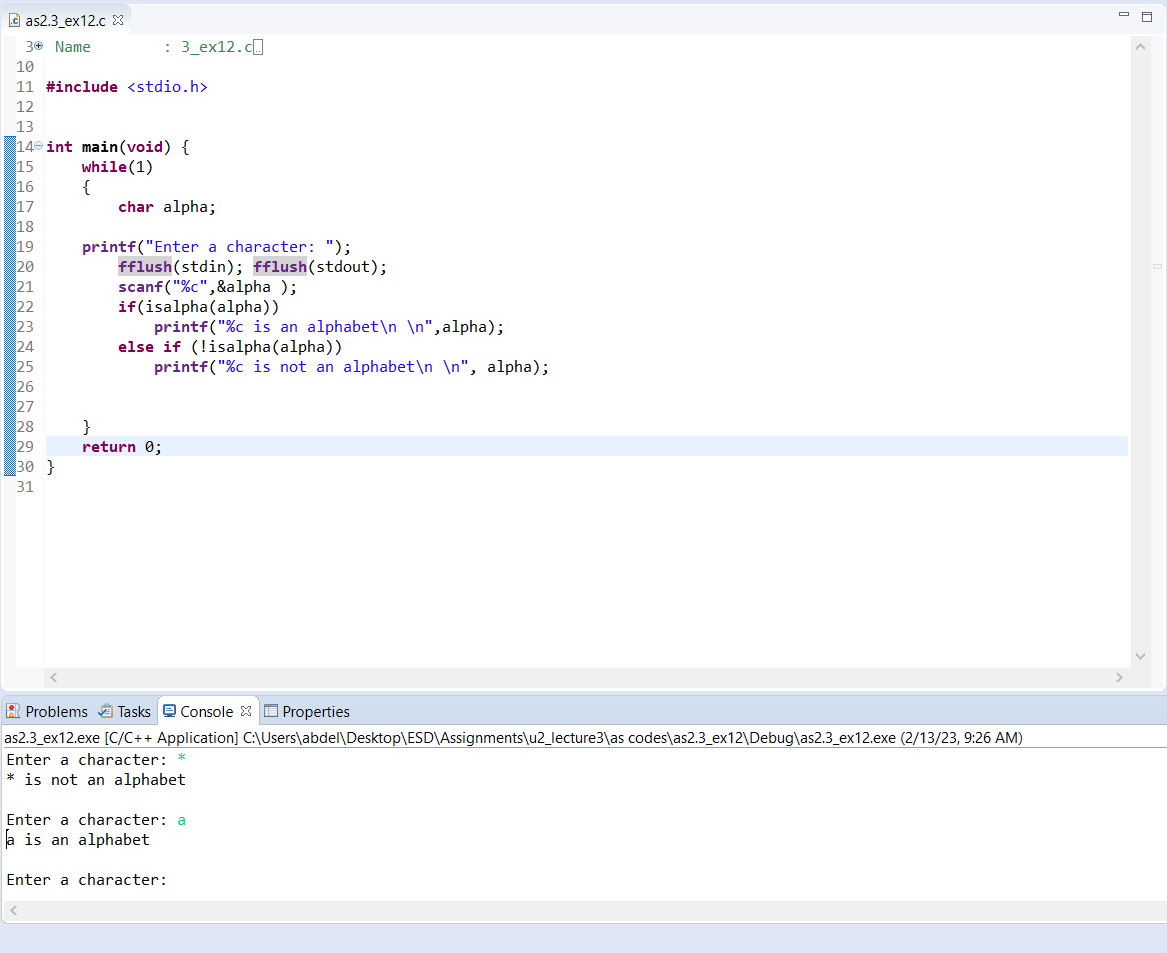 as2.3_ex12.c
3 Name        : 3_ex12.c
10
11 #include <stdio.h>
12
13
14 int main(void) {
15     while(1)
16     {
17         char alpha;
18
19     printf("Enter a character: ");
20         fflush(stdin); fflush(stdout);
21         scanf("%c",&alpha );
22         if(isalpha(alpha))
23             printf("%c is an alphabet\n \n",alpha);
24         else if (!isalpha(alpha))
25             printf("%c is not an alphabet\n \n", alpha);
26
27
28     }
29     return 0;
30 }
31
Problems Tasks Console Properties
as2.3_ex12.exe [C/C++ Application] C:\Users\abdel\Desktop\ESD\Assignments\u2_lecture3\as codes\as2.3_ex12\Debug\as2.3_ex12.exe (2/13/23, 9:26 AM)
Enter a character: *
* is not an alphabet
Enter a character: a
a is an alphabet
Enter a character: